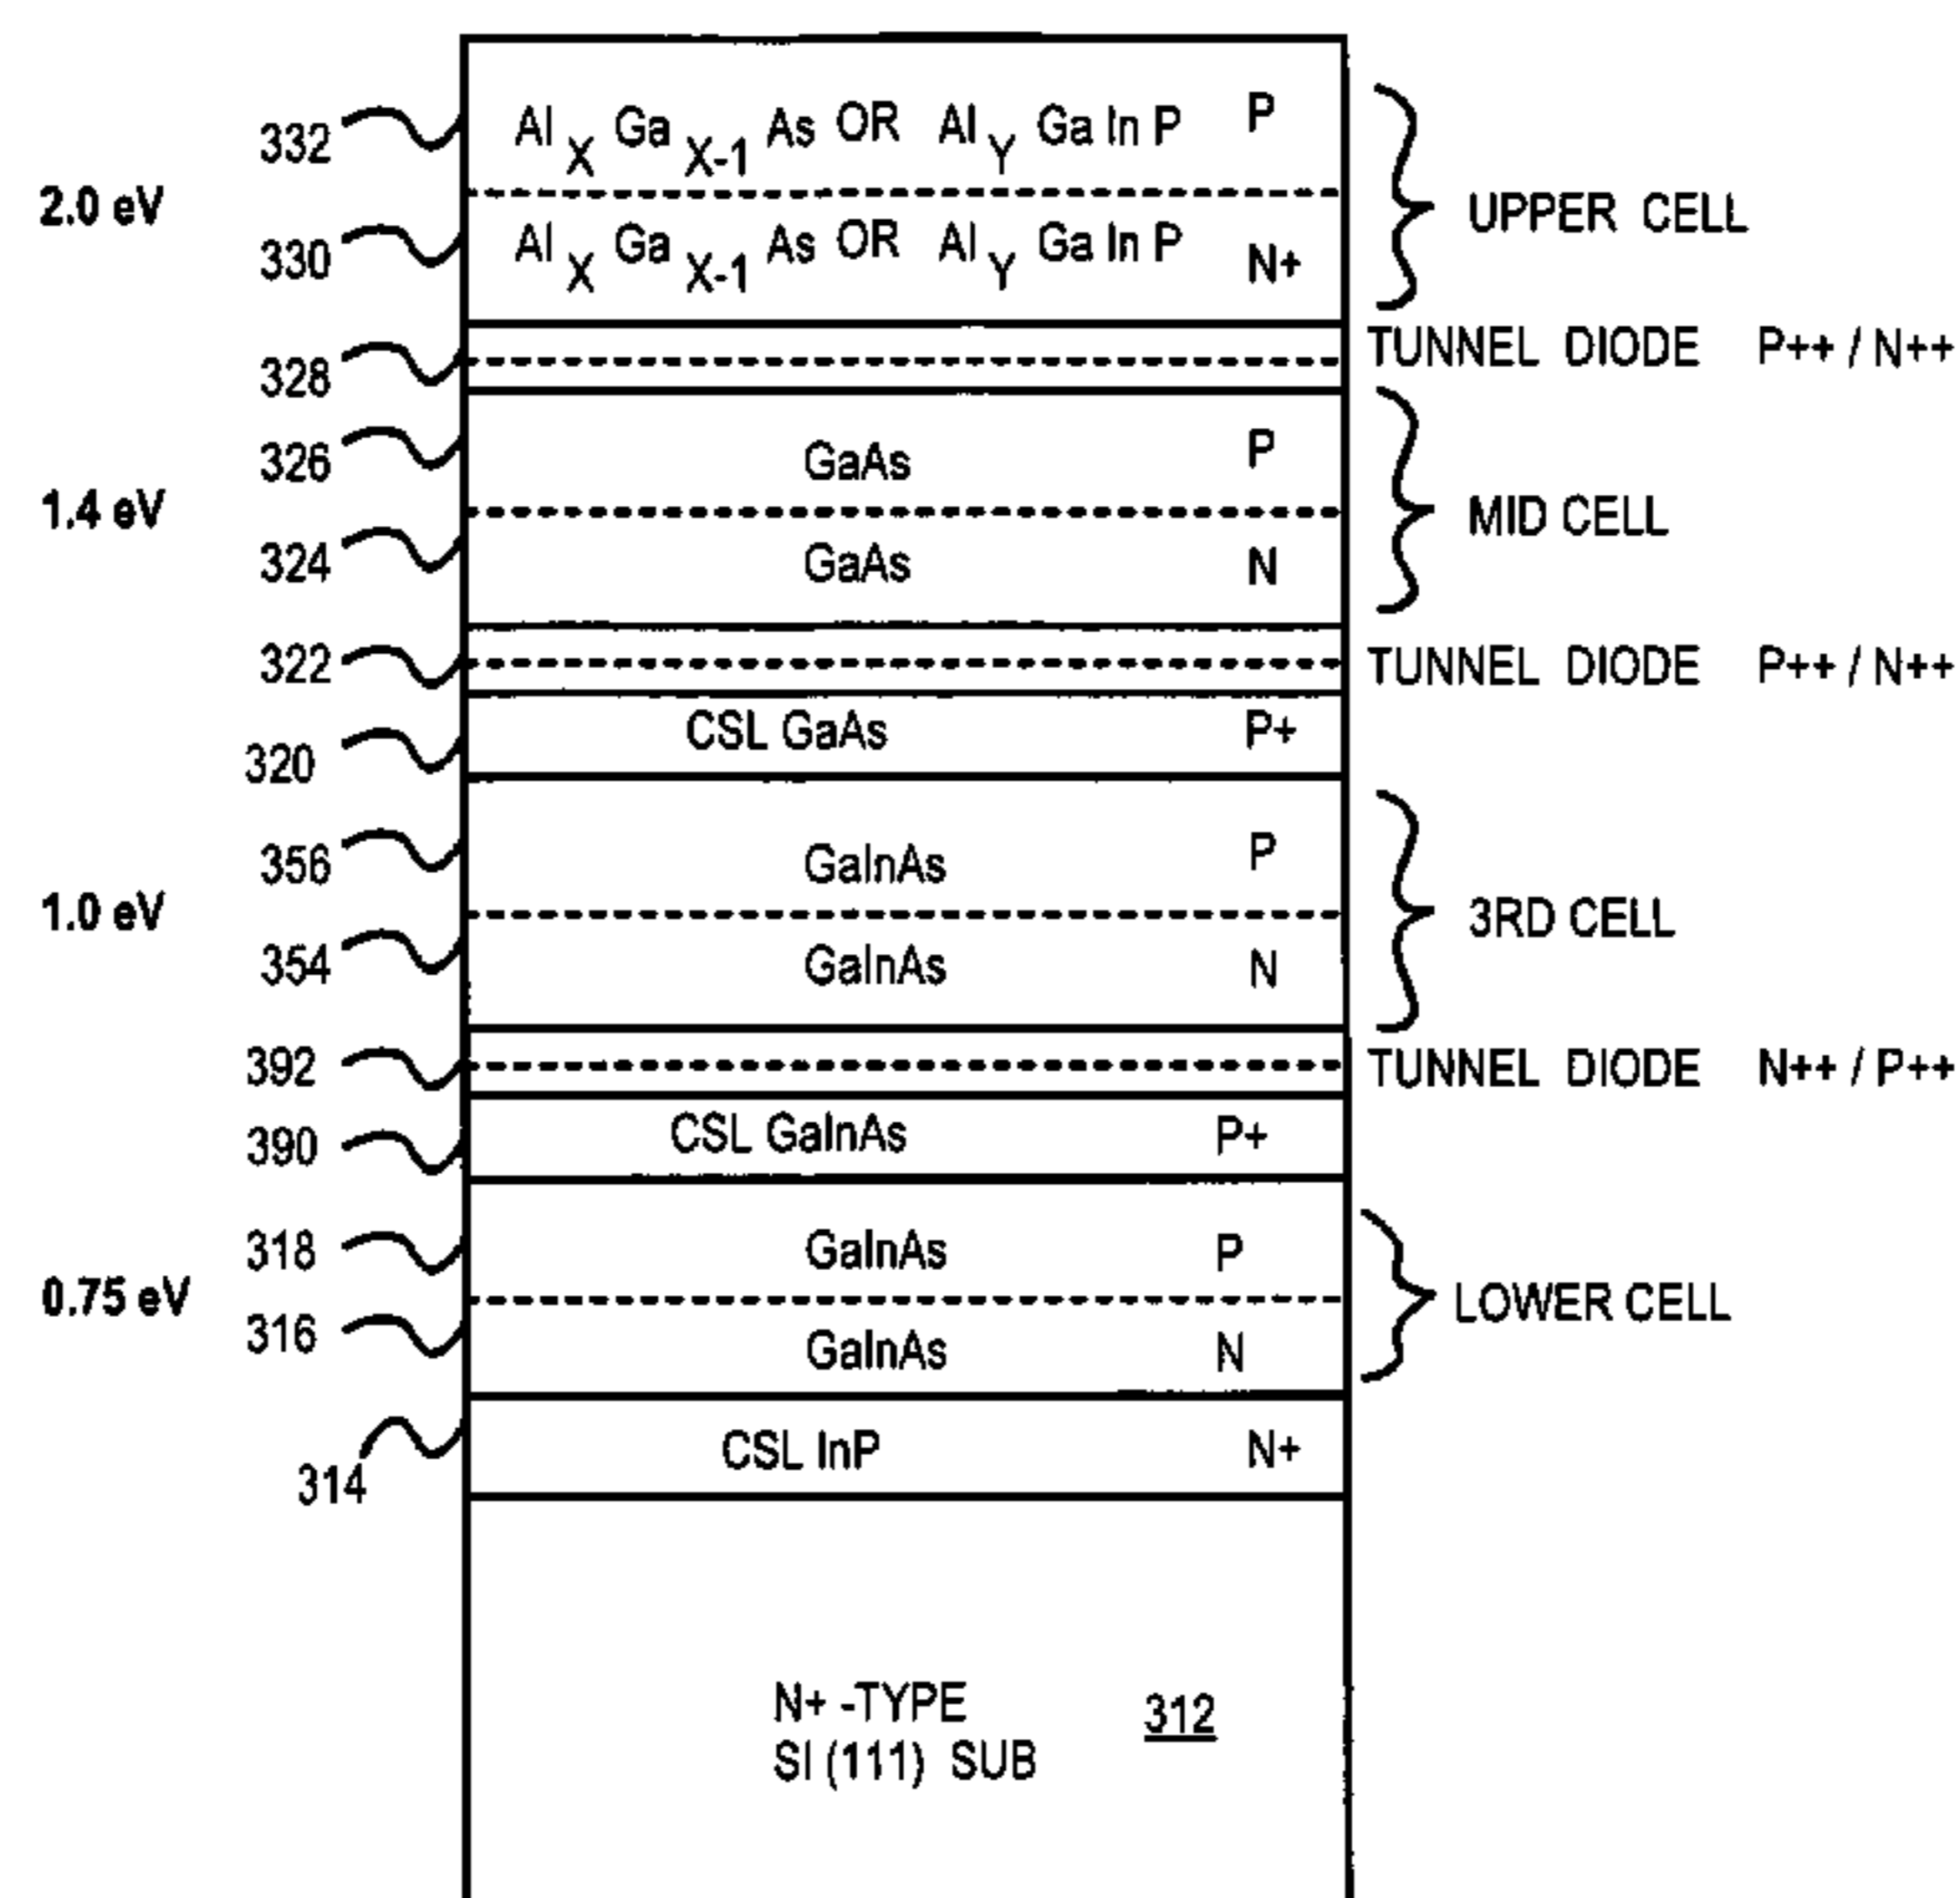 332 Al X Ga X-1 As OR Al Y Ga In P P
2.0 eV UPPER CELL
330 Al X Ga X-1 As OR Al Y Ga In P N+
328 TUNNEL DIODE P++ / N++
326 GaAs P
1.4 eV MID CELL
324 GaAs N
322 TUNNEL DIODE P++ / N++
320 CSL GaAs P+
356 GaInAs P
1.0 eV 3RD CELL
354 GaInAs N
392 TUNNEL DIODE N++ / P++
390 CSL GaInAs P+
318 GaInAs P
0.75 eV LOWER CELL
316 GaInAs N
314 CSL InP N+
N+ -TYPE 312
SI (111) SUB